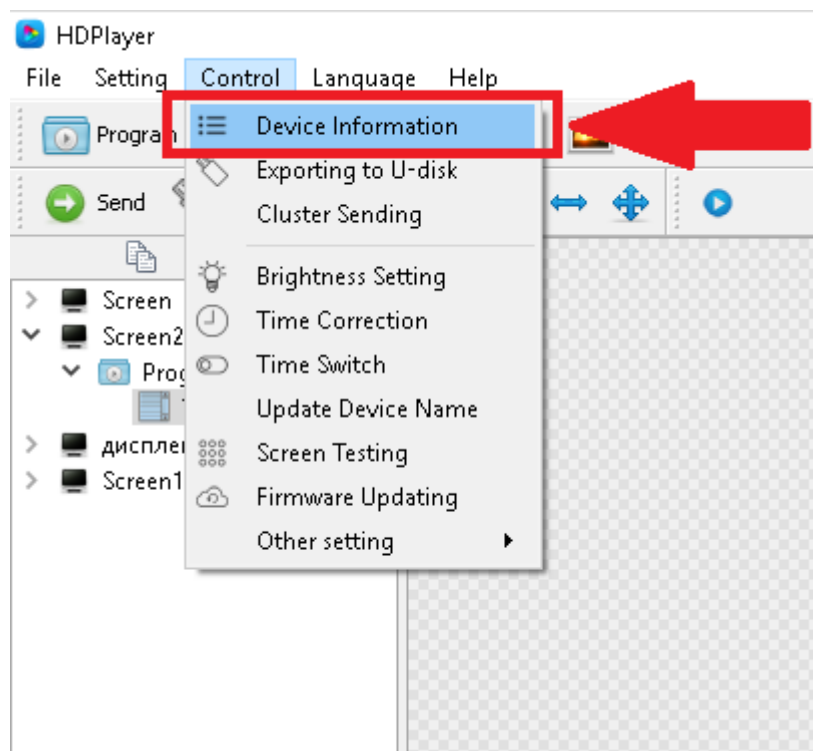 HDPlayer
File Setting Control Language Help
Program
Device Information
Exporting to U-disk
Send
Cluster Sending
Brightness Setting
Screen
Time Correction
Screen2
Time Switch
Update Device Name
Screen Testing
Screen1
Firmware Updating
Other setting